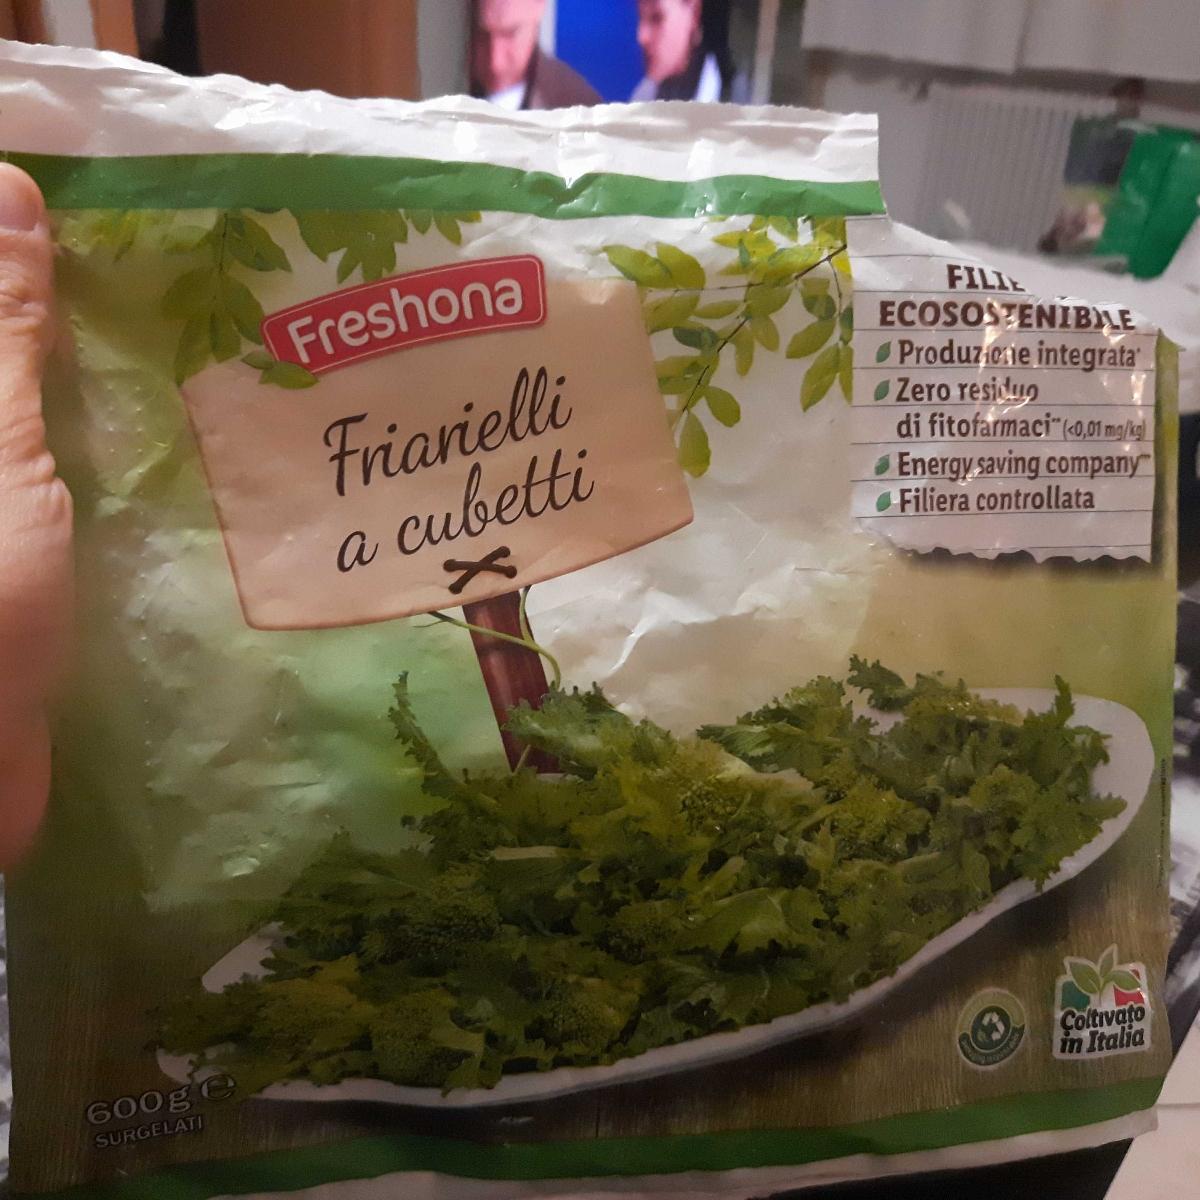 Freshona
Friarielli
a cubetti
ECOSOSTENIBILE
Produzione integrata*
Zero residuo
di fitofarmaci** (<0,01 mg/kg)
Energy saving company***
Filiera controllata
Coltivato
in Italia
600g e
SURGELATI